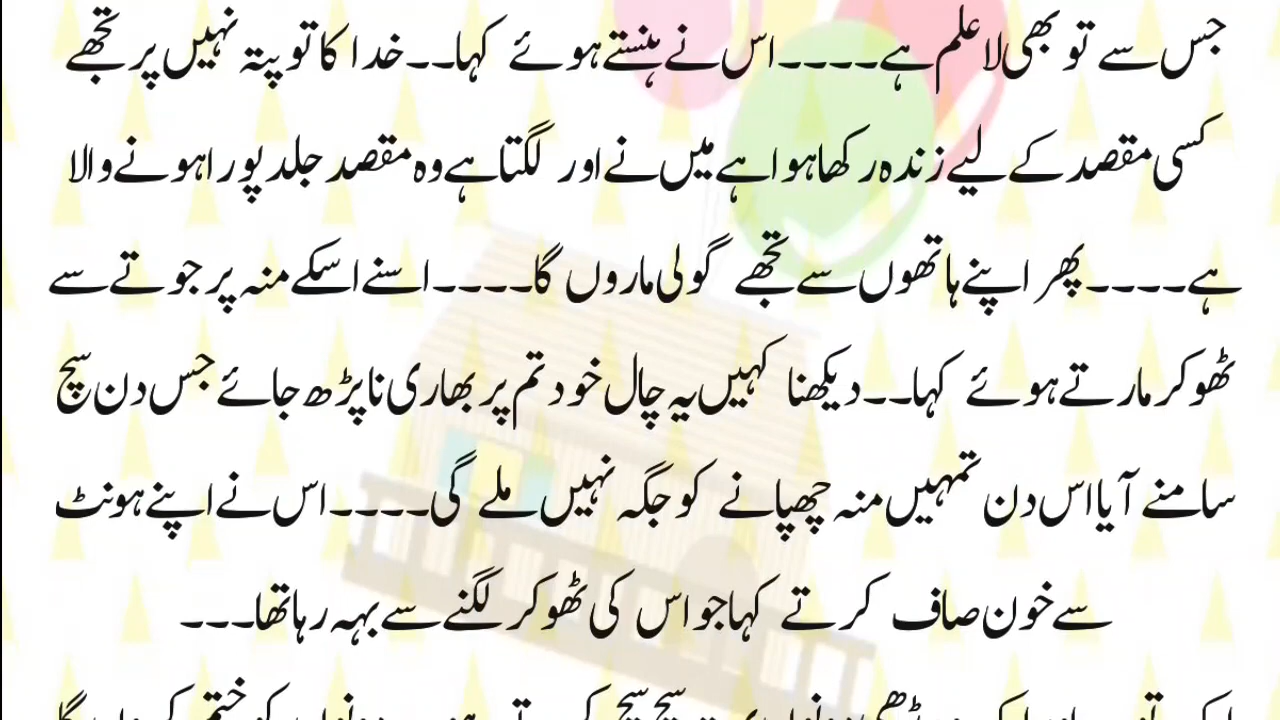 جس سے تو بھی لا علم ہے۔۔۔۔اس نے ہنستے ہوئے کہا۔۔خدا کا تو پتہ نہیں پر تجھے
کسی مقصد کے لیے زندہ رکھا ہوا ہے میں نے اور لگتا ہے وہ مقصد جلد پورا ہونے والا
ہے۔۔۔۔پھر اپنے ہاتھوں سے تجھے گولی ماروں گا۔۔۔۔اسنے اسکے منہ پر جوتے سے
ٹھوکر مارتے ہوئے کہا۔۔دیکھنا کہیں یہ چال خود تم پر بھاری نا پڑھ جائے جس دن سچ
سامنے آیا اس دن تمہیں منہ چھپانے کو جگہ نہیں ملے گی۔۔۔۔اس نے اپنے ہونٹ
سے خون صاف کرتے کہا جو اس کی ٹھوکر لگنے سے بہہ رہا تھا۔۔۔